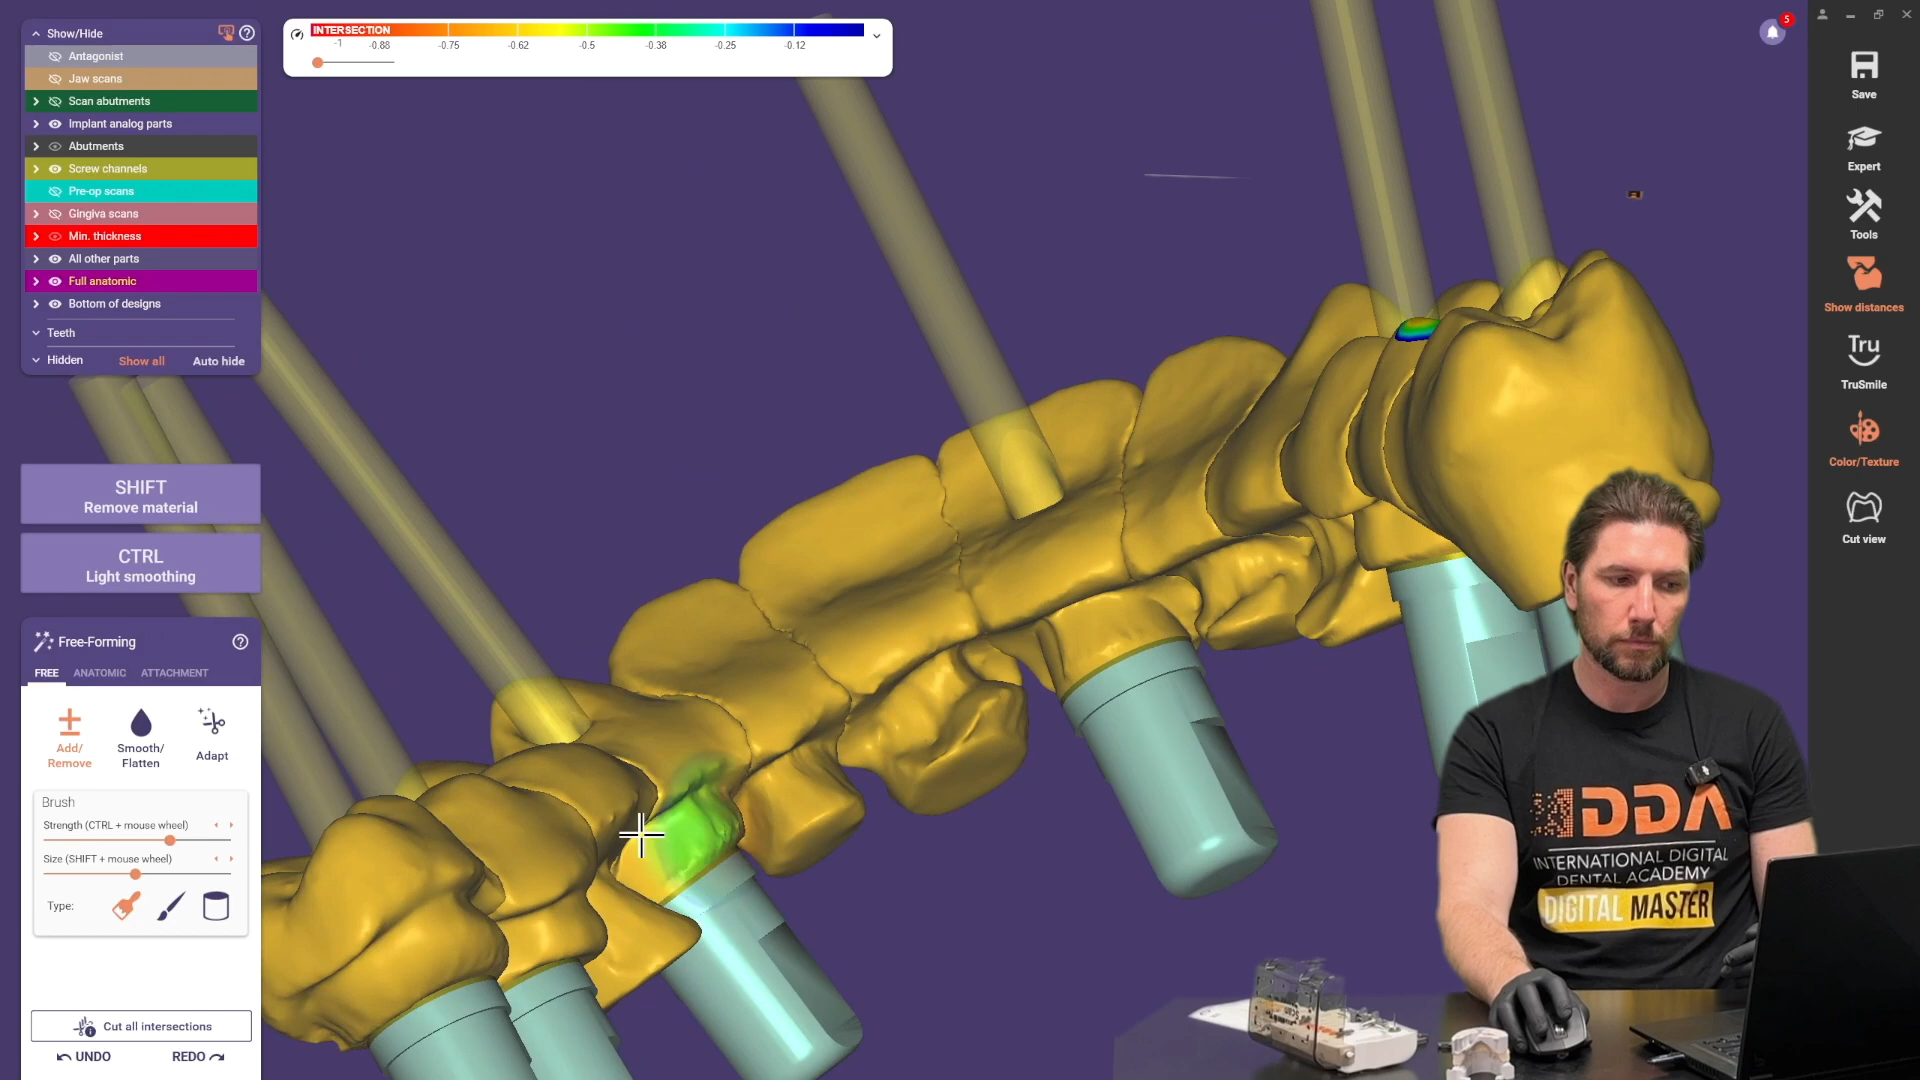 Show/Hide
Antagonist
Jaw scans
Scan abutments
Implant analog parts
Abutments
Screw channels
Pre-op scans
Gingiva scans
Min. thickness
All other parts
Full anatomic
Bottom of designs
Teeth
Hidden
Show all
Auto hide
INTERSECTION
-1 -0.88 -0.75 -0.62 -0.5 -0.38 -0.25 -0.12
5
Save
Expert
Tools
Show distances
Tru
TruSmile
Color/Texture
Cut view
SHIFT
Remove material
CTRL
Light smoothing
Free-Forming
FREE ANATOMIC ATTACHMENT
Add/
Remove
Smooth/
Flatten
Adapt
Brush
Strength (CTRL + mouse wheel)
Size (SHIFT + mouse wheel)
Type:
Cut all intersections
UNDO REDO
DDA
INTERNATIONAL DIGITAL
DENTAL ACADEMY
DIGITAL MASTER